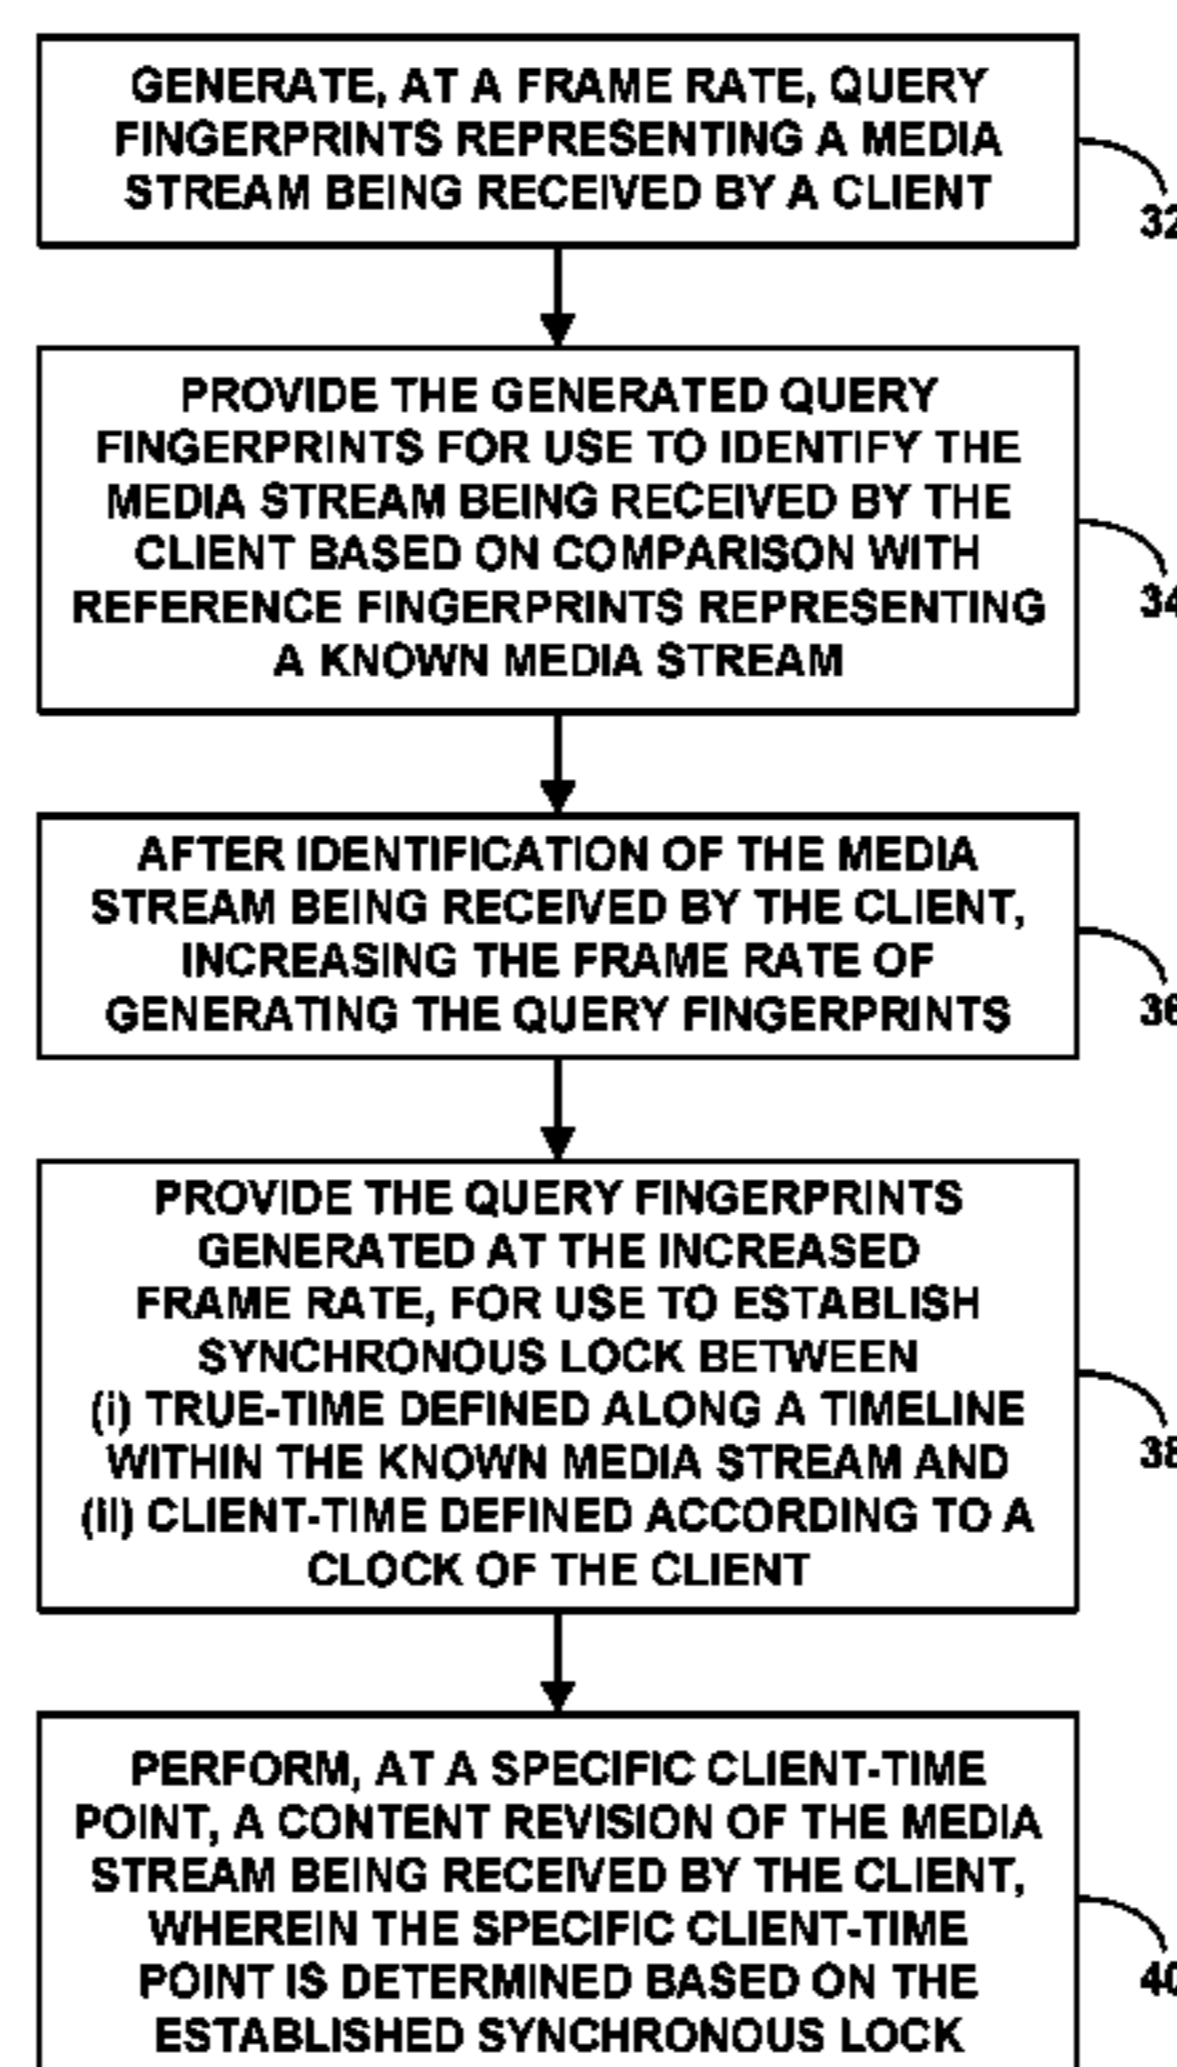 GENERATE, AT A FRAME RATE, QUERY
FINGERPRINTS REPRESENTING A MEDIA
STREAM BEING RECEIVED BY A CLIENT
32
PROVIDE THE GENERATED QUERY
FINGERPRINTS FOR USE TO IDENTIFY THE
MEDIA STREAM BEING RECEIVED BY THE
CLIENT BASED ON COMPARISON WITH
REFERENCE FINGERPRINTS REPRESENTING
A KNOWN MEDIA STREAM
34
AFTER IDENTIFICATION OF THE MEDIA
STREAM BEING RECEIVED BY THE CLIENT,
INCREASING THE FRAME RATE OF
GENERATING THE QUERY FINGERPRINTS
36
PROVIDE THE QUERY FINGERPRINTS
GENERATED AT THE INCREASED
FRAME RATE, FOR USE TO ESTABLISH
SYNCHRONOUS LOCK BETWEEN
(i) TRUE-TIME DEFINED ALONG A TIMELINE
WITHIN THE KNOWN MEDIA STREAM AND
(ii) CLIENT-TIME DEFINED ACCORDING TO A
CLOCK OF THE CLIENT
38
PERFORM, AT A SPECIFIC CLIENT-TIME
POINT, A CONTENT REVISION OF THE MEDIA
STREAM BEING RECEIVED BY THE CLIENT,
WHEREIN THE SPECIFIC CLIENT-TIME
POINT IS DETERMINED BASED ON THE
ESTABLISHED SYNCHRONOUS LOCK
40